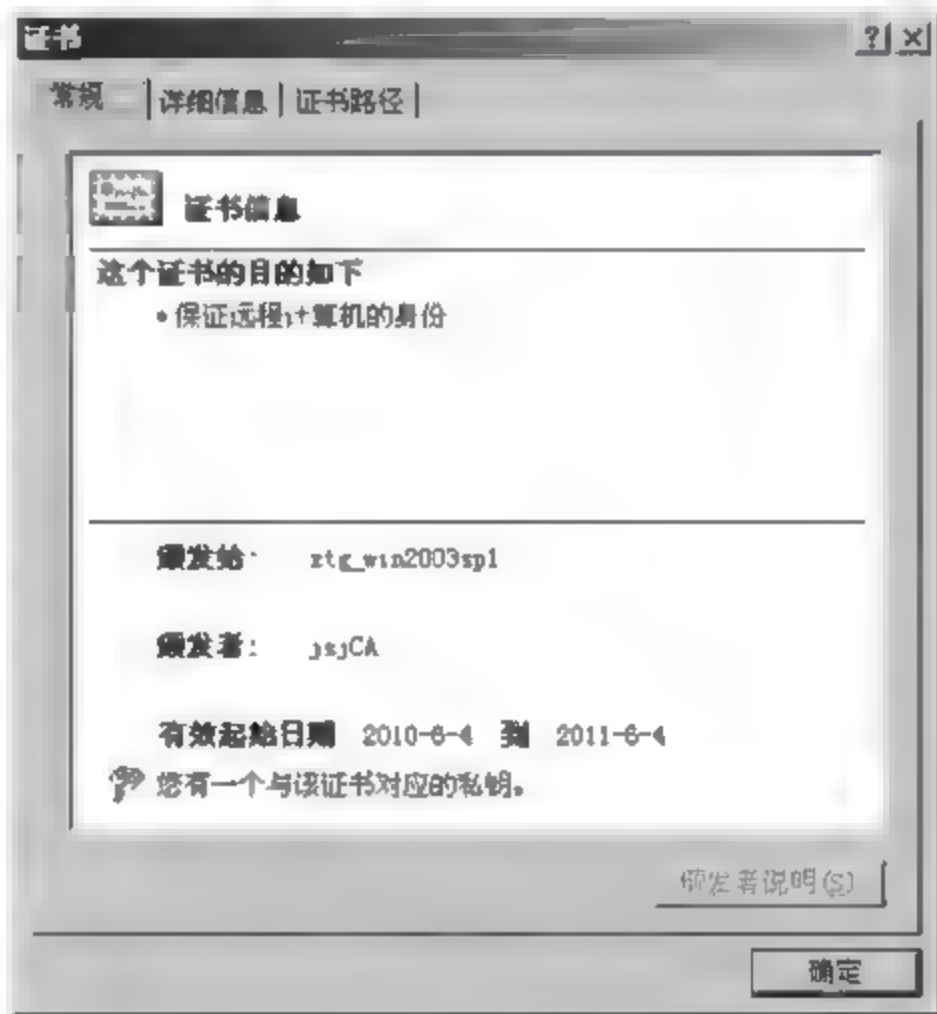 证书
常规 详细信息 证书路径
证书信息
这个证书的目的如下
•保证远程计算机的身份
颁发给: ztg_win2003sp1
颁发者: jsjCA
有效起始日期 2010-6-4 到 2011-6-4
您有一个与该证书对应的私钥。
颁发者说明(S)
确定